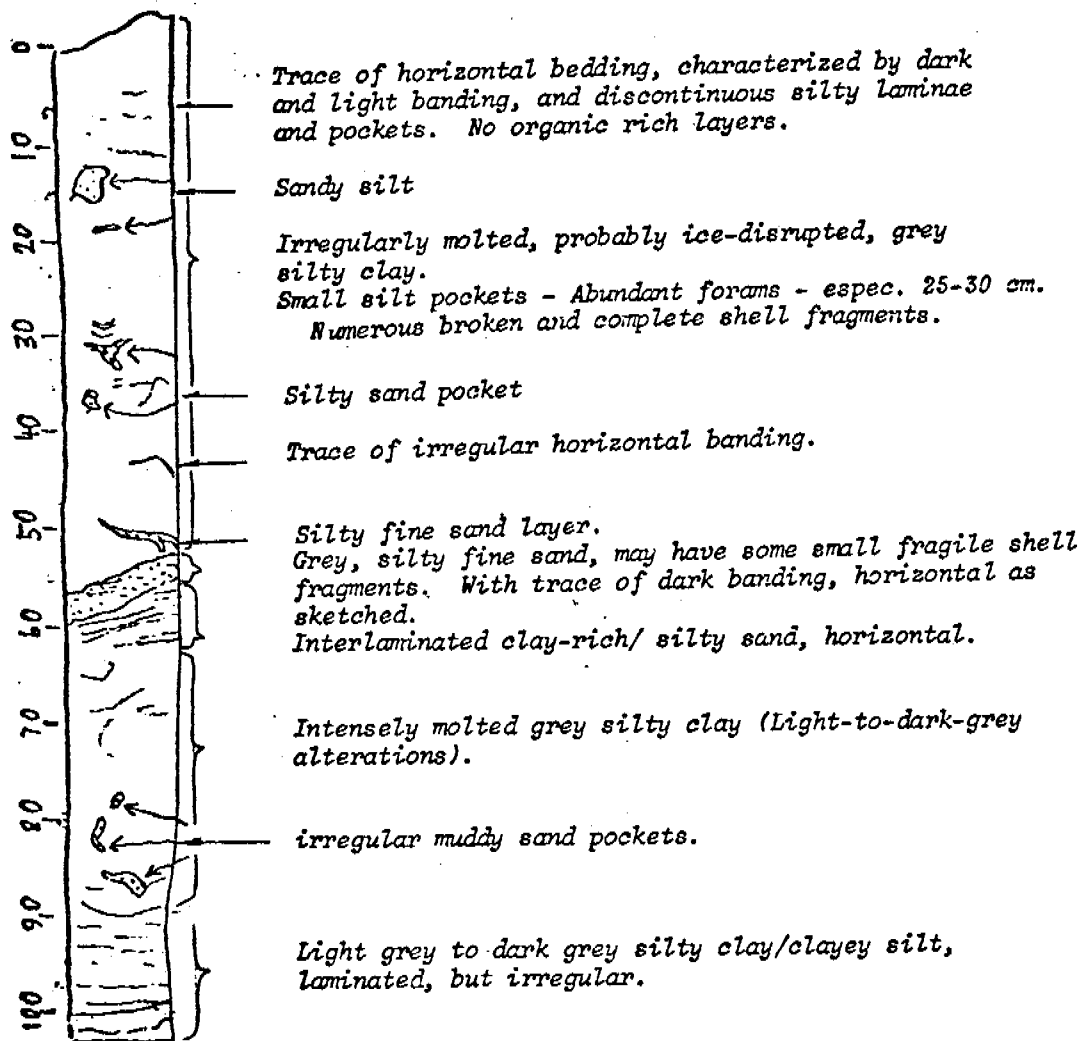 Trace of horizontal bedding, characterized by dark
and light banding, and discontinuous silty laminae
and pockets. No organic rich layers.
Sandy silt
Irregularly molted, probably ice-disrupted, grey
silty clay.
Small silt pockets - Abundant forams - espec. 25-30 cm.
Numerous broken and complete shell fragments.
Silty sand pocket
Trace of irregular horizontal banding.
Silty fine sand layer.
Grey, silty fine sand, may have some small fragile shell
fragments. With trace of dark banding, horizontal as
sketched.
Interlaminated clay-rich/ silty sand, horizontal.
Intensely molted grey silty clay (Light-to-dark-grey
alterations).
irregular muddy sand pockets.
Light grey to dark grey silty clay/clayey silt,
laminated, but irregular.
0
10
20
30
40
50
60
70
80
90
100